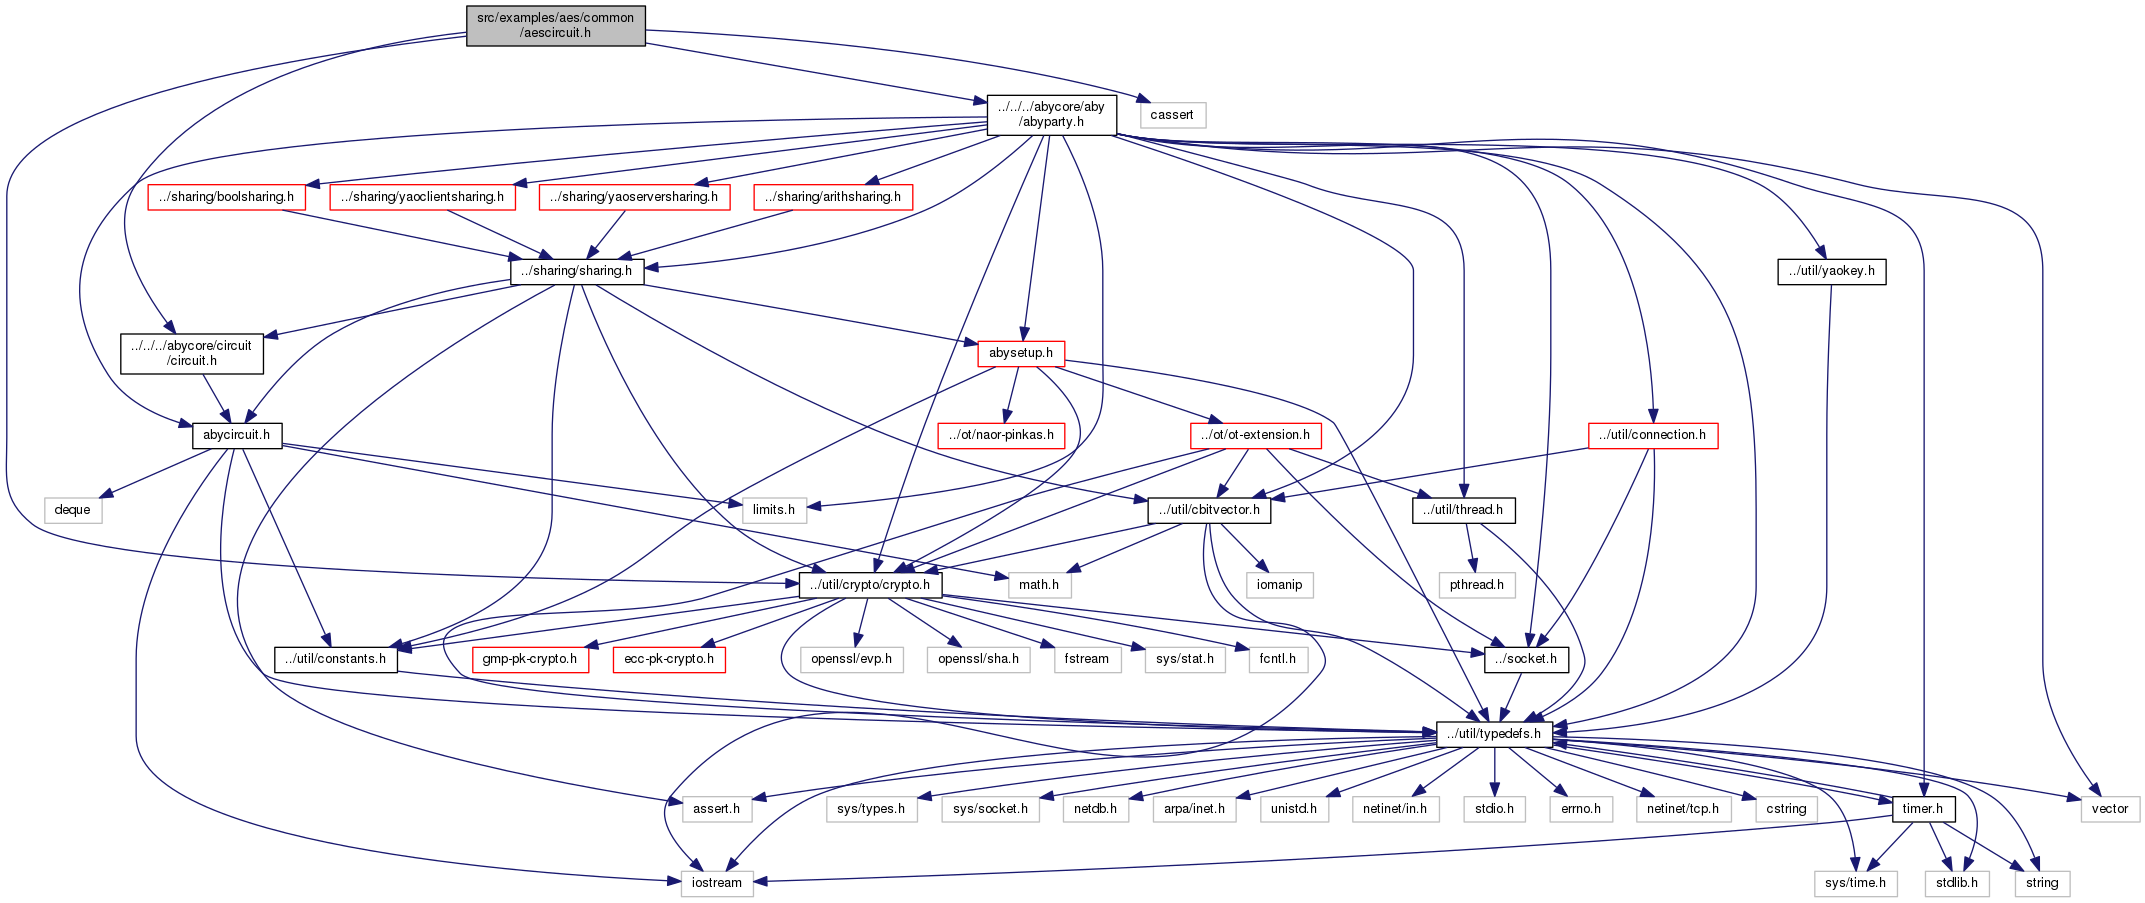 src/examples/aes/common
/aescircuit.h
../../../abycore/aby
/abyparty.h
cassert
../sharing/boolsharing.h
../sharing/yaoclientsharing.h
../sharing/yaoserversharing.h
../sharing/arithsharing.h
../sharing/sharing.h
../util/yaokey.h
../../../abycore/circuit
/circuit.h
abysetup.h
abycircuit.h
../ot/naor-pinkas.h
../ot/ot-extension.h
../util/connection.h
deque
limits.h
../util/cbitvector.h
../util/thread.h
../util/crypto/crypto.h
math.h
iomanip
pthread.h
../util/constants.h
gmp-pk-crypto.h
ecc-pk-crypto.h
openssl/evp.h
openssl/sha.h
fstream
sys/stat.h
fcntl.h
../socket.h
../util/typedefs.h
assert.h
sys/types.h
sys/socket.h
netdb.h
arpa/inet.h
unistd.h
netinet/in.h
stdio.h
errno.h
netinet/tcp.h
cstring
timer.h
vector
iostream
sys/time.h
stdlib.h
string